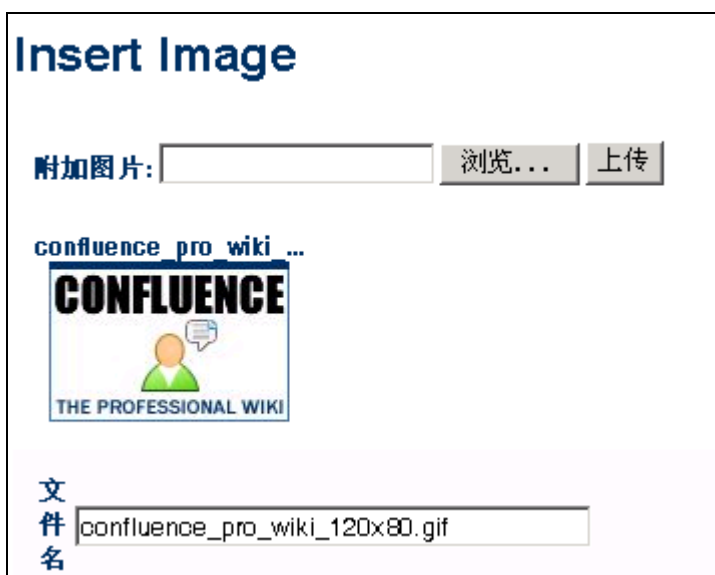 Insert Image
附加图片: 浏览... 上传
confluence_pro_wiki_...
CONFLUENCE
THE PROFESSIONAL WIKI
文
件 confluence_pro_wiki_120x80.gif
名